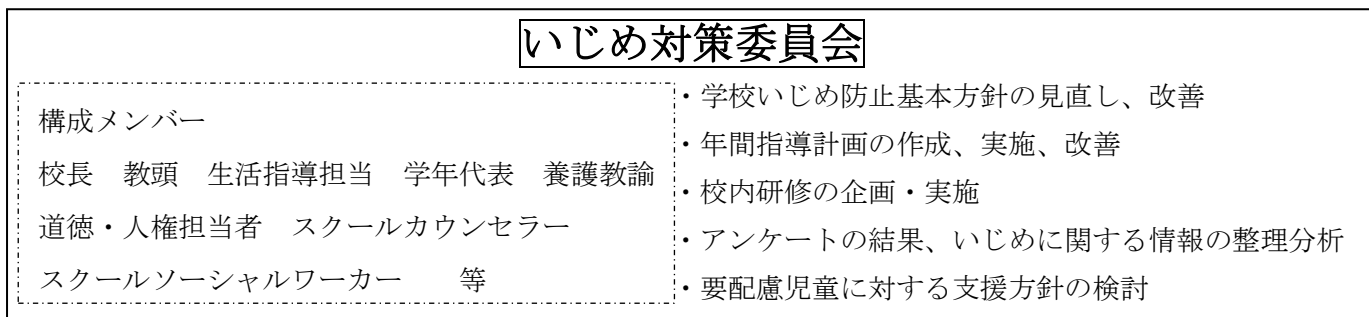 いじめ対策委員会
構成メンバー
校長　教頭　生活指導担当　学年代表　養護教諭
道徳・人権担当者　スクールカウンセラー
スクールソーシャルワーカー　　等
・学校いじめ防止基本方針の見直し、改善
・年間指導計画の作成、実施、改善
・校内研修の企画・実施
・アンケートの結果、いじめに関する情報の整理分析
・要配慮児童に対する支援方針の検討